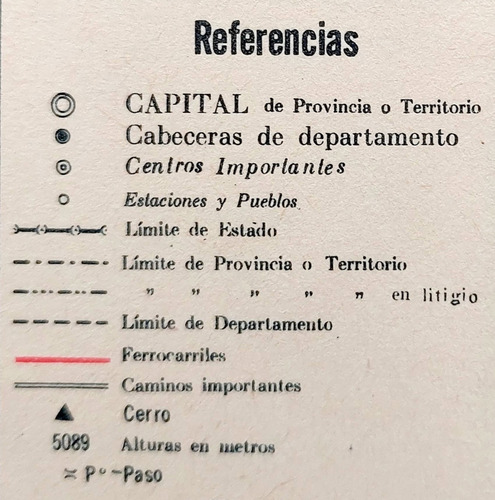 Referencias
CAPITAL de Provincia o Territorio
Cabeceras de departamento
Centros Importantes
Estaciones y Pueblos
Límite de Estado
Límite de Provincia o Territorio
" " " " " en litigio
Límite de Departamento
Ferrocarriles
Caminos importantes
Cerro
5089 Alturas en metros
Pº-Paso